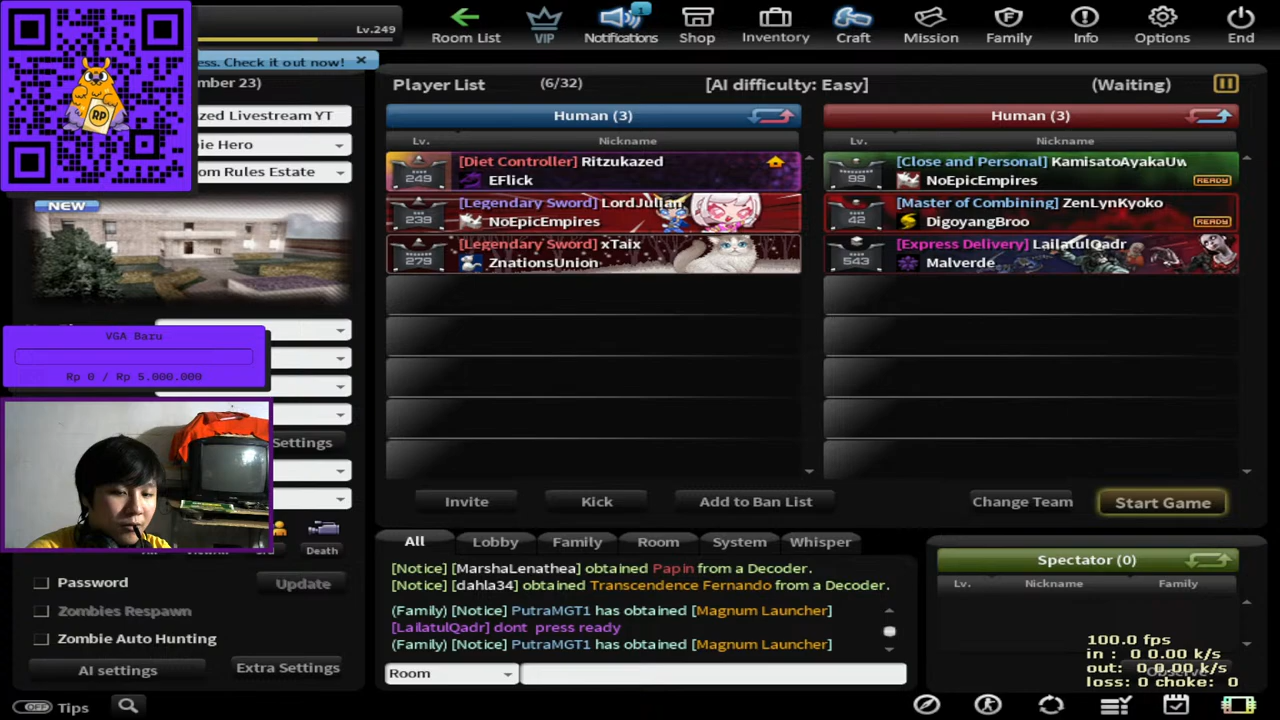 Lv.249
Room List
VIP
1
Notifications
Shop
Inventory
Craft
Mission
Family
Info
Options
End
ess. Check it out now!
mber 23)
RP
zed Livestream YT
ie Hero
om Rules Estate
NEW
Player List (6/32) [AI difficulty: Easy] (Waiting)
Human (3)
Lv. Nickname
249 [Diet Controller] Ritzukazed
EFlick
239 [Legendary Sword] LordJulian
NoEpicEmpires
279 [Legendary Sword] xTaix
ZnationsUnion
Human (3)
Lv. Nickname
99 [Close and Personal] KamisatoAyakaUw
NoEpicEmpires READY
42 [Master of Combining] ZenLynKyoko
DigoyangBroo READY
543 [Express Delivery] LailatulQadr
Malverde
VGA Baru
Rp 0 / Rp 5.000.000
Settings
Death
Password
Update
Zombies Respawn
Zombie Auto Hunting
AI settings
Extra Settings
OFF Tips
Invite
Kick
Add to Ban List
Change Team
Start Game
All
Lobby
Family
Room
System
Whisper
[Notice] [MarshaLenathea] obtained Papin from a Decoder.
[Notice] [dahla34] obtained Transcendence Fernando from a Decoder.
(Family) [Notice] PutraMGT1 has obtained [Magnum Launcher]
[LailatulQadr] dont press ready
(Family) [Notice] PutraMGT1 has obtained [Magnum Launcher]
Room
Spectator (0)
Lv. Nickname Family
100.0 fps
in : 0 0.00 k/s
out: 0 0.00 k/s
loss: 0 choke: 0